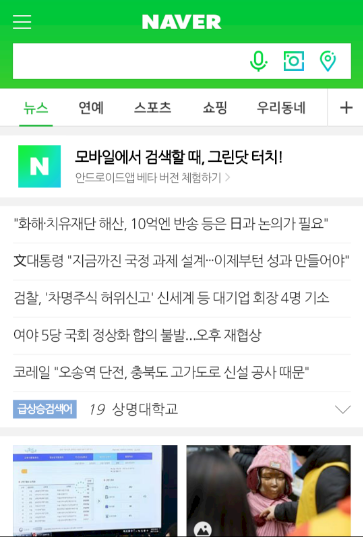 NAVER
뉴스 연예 스포츠 쇼핑 우리동네
N
모바일에서 검색할 때, 그린닷 터치!
안드로이드앱 베타 버전 체험하기
"화해·치유재단 해산, 10억엔 반송 등은 日과 논의가 필요"
文대통령 "지금까진 국정 과제 설계…이제부턴 성과 만들어야"
검찰, '차명주식 허위신고' 신세계 등 대기업 회장 4명 기소
여야 5당 국회 정상화 합의 불발…오후 재협상
코레일 "오송역 단전, 충북도 고가도로 신설 공사 때문"
급상승검색어 19 상명대학교